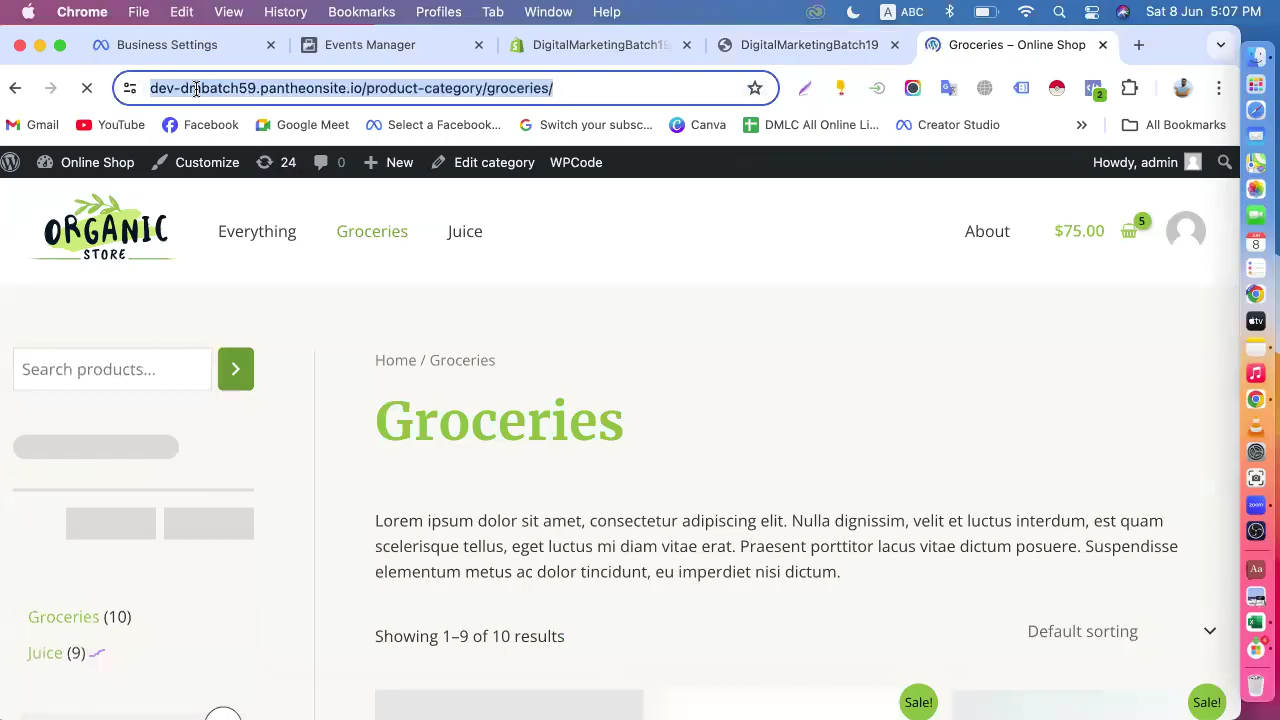 Chrome File Edit View History Bookmarks Profiles Tab Window Help A ABC Sat 8 Jun 5:07 PM
Business Settings Events Manager DigitalMarketingBatch19 DigitalMarketingBatch19 Groceries – Online Shop
dev-dmbatch59.pantheonsite.io/product-category/groceries/ 2
Gmail YouTube Facebook Google Meet Select a Facebook... Switch your subsc... Canva DMLC All Online Li... Creator Studio All Bookmarks
Online Shop Customize 24 0 New Edit category WPCode Howdy, admin
ORGANIC
STORE
Everything Groceries Juice About $75.00 5
Search products...
Home / Groceries
Groceries
Lorem ipsum dolor sit amet, consectetur adipiscing elit. Nulla dignissim, velit et luctus interdum, est quam
scelerisque tellus, eget luctus mi diam vitae erat. Praesent porttitor lacus vitae dictum posuere. Suspendisse
elementum metus ac dolor tincidunt, eu imperdiet nisi dictum.
Groceries (10)
Juice (9)
Showing 1–9 of 10 results Default sorting
Sale! Sale!